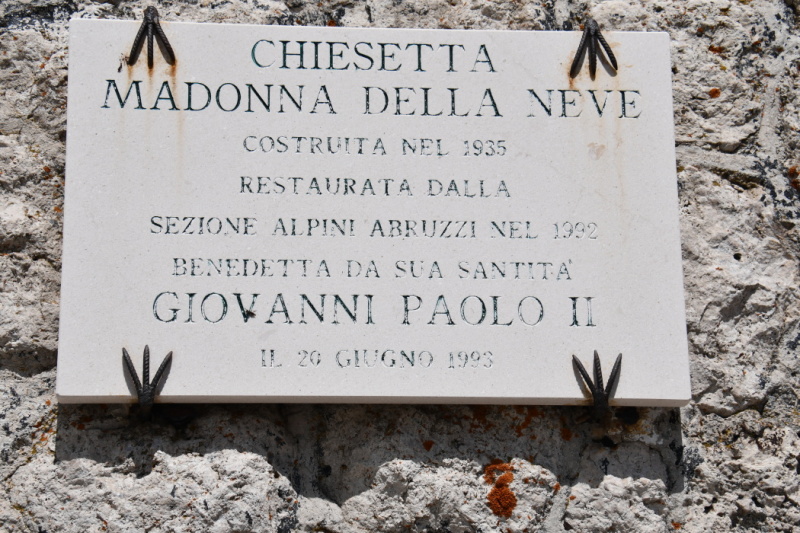 CHIESETTA
MADONNA DELLA NEVE
COSTRUITA NEL 1935
RESTAURATA DALLA
SEZIONE ALPINI ABRUZZI NEL 1992
BENEDETTA DA SUA SANTITA'
GIOVANNI PAOLO II
IL 20 GIUGNO 1993